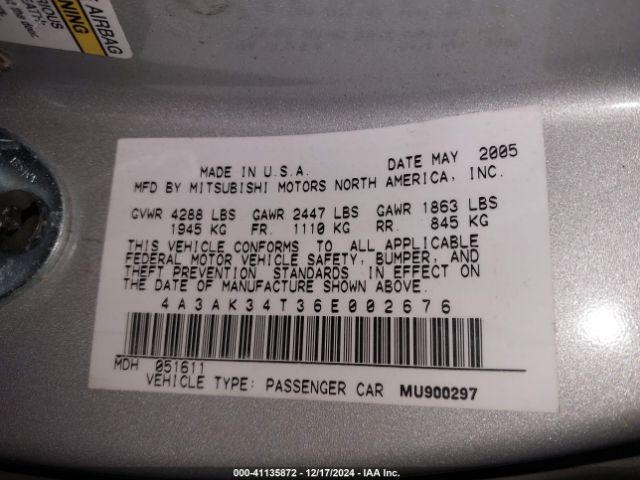 AIRBAG
WARNING
MADE IN U.S.A. DATE MAY 2005
MFD BY MITSUBISHI MOTORS NORTH AMERICA, INC.
GVWR 4288 LBS GAWR 2447 LBS GAWR 1863 LBS
1945 KG FR. 1110 KG RR. 845 KG
THIS VEHICLE CONFORMS TO ALL APPLICABLE
FEDERAL MOTOR VEHICLE SAFETY, BUMPER, AND
THEFT PREVENTION STANDARDS IN EFFECT ON
THE DATE OF MANUFACTURE SHOWN ABOVE.
4A3AK34T36E002676
MDH 051611
VEHICLE TYPE: PASSENGER CAR MU900297
000-41135872 | 12/17/2024 | IAA Inc.